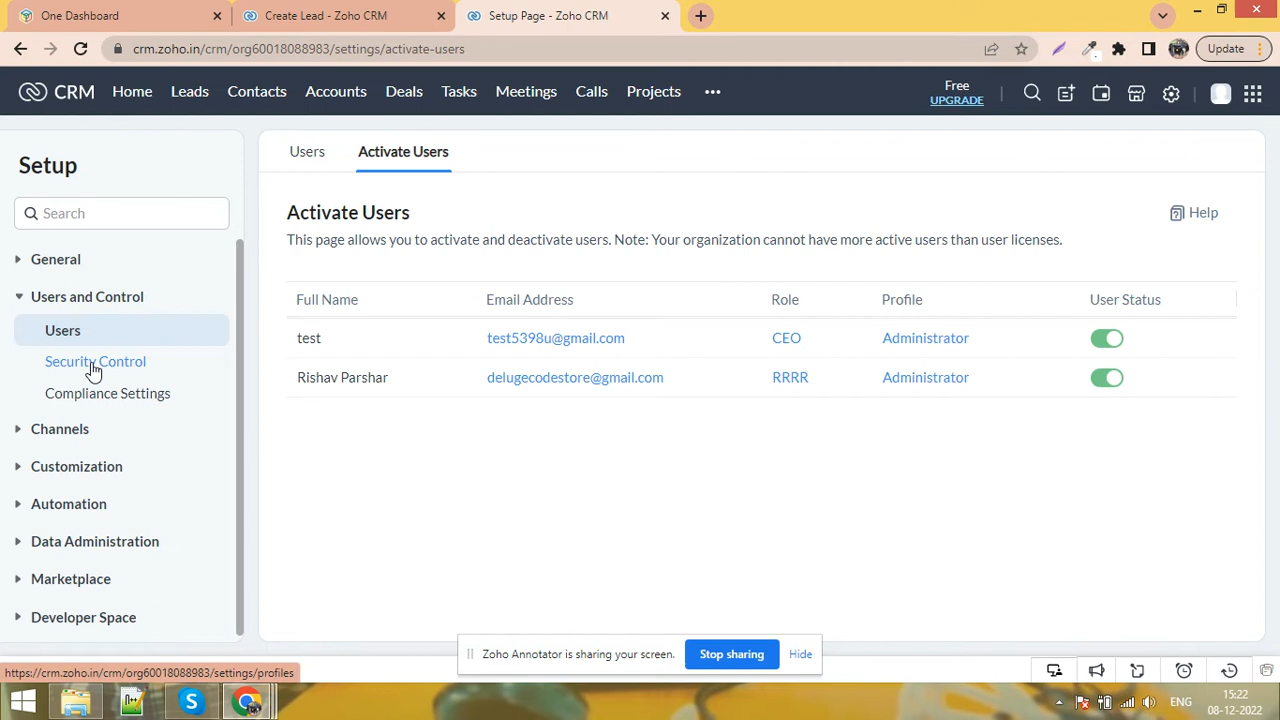 One Dashboard
Create Lead - Zoho CRM
Setup Page - Zoho CRM
crm.zoho.in/crm/org60018088983/settings/activate-users
Update
CRM
Home
Leads
Contacts
Accounts
Deals
Tasks
Meetings
Calls
Projects
Free
UPGRADE
Setup
Search
General
Users and Control
Users
Security Control
Compliance Settings
Channels
Customization
Automation
Data Administration
Marketplace
Developer Space
Users
Activate Users
Activate Users
Help
This page allows you to activate and deactivate users. Note: Your organization cannot have more active users than user licenses.
Full Name Email Address Role Profile User Status
test test5398u@gmail.com CEO Administrator
Rishav Parshar delugecodestore@gmail.com RRRR Administrator
Zoho Annotator is sharing your screen.
Stop sharing
Hide
https://crm.zoho.in/crm/org60018088983/settings/profiles
ENG
15:22
08-12-2022